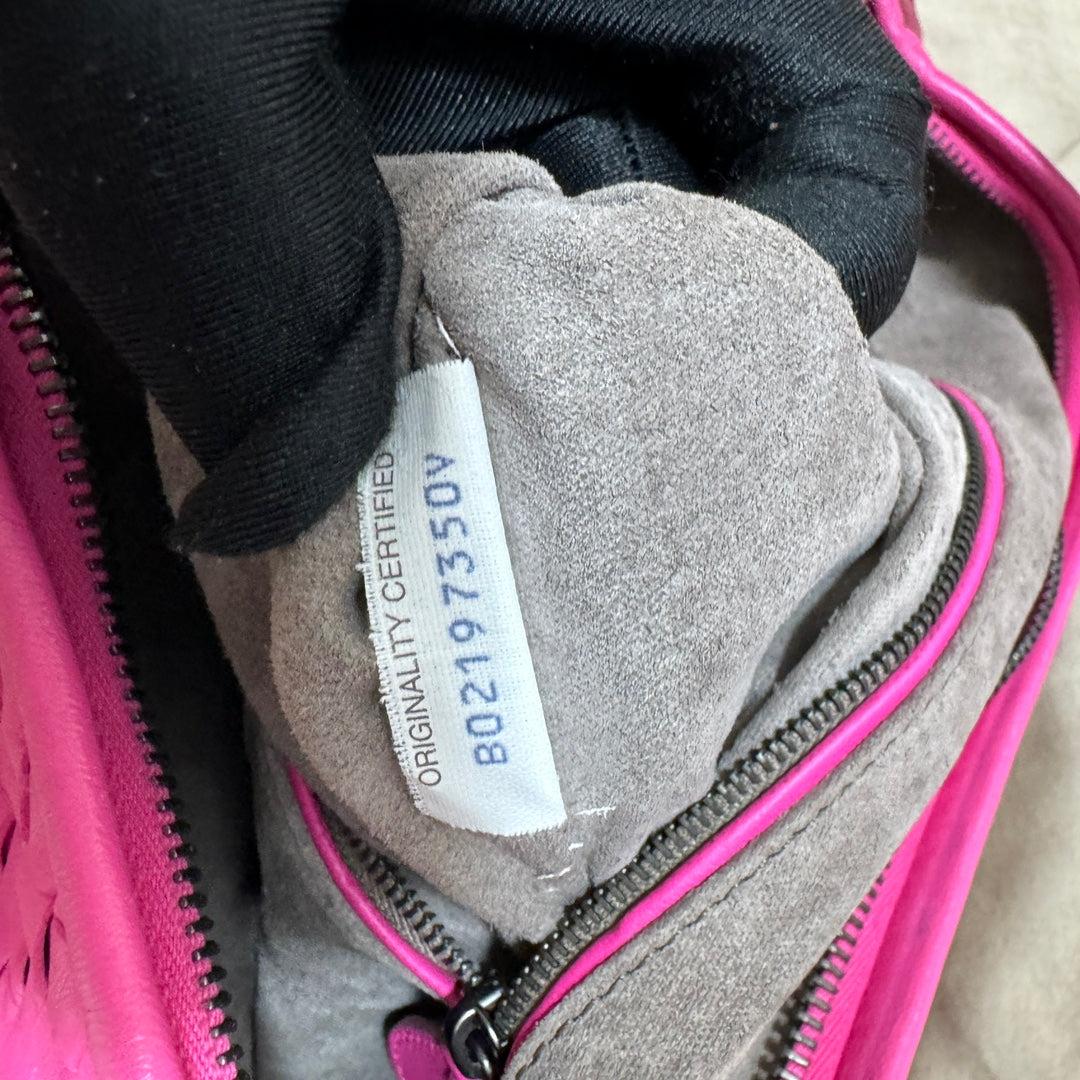 ORIGINALITY CERTIFIED
B02197350V